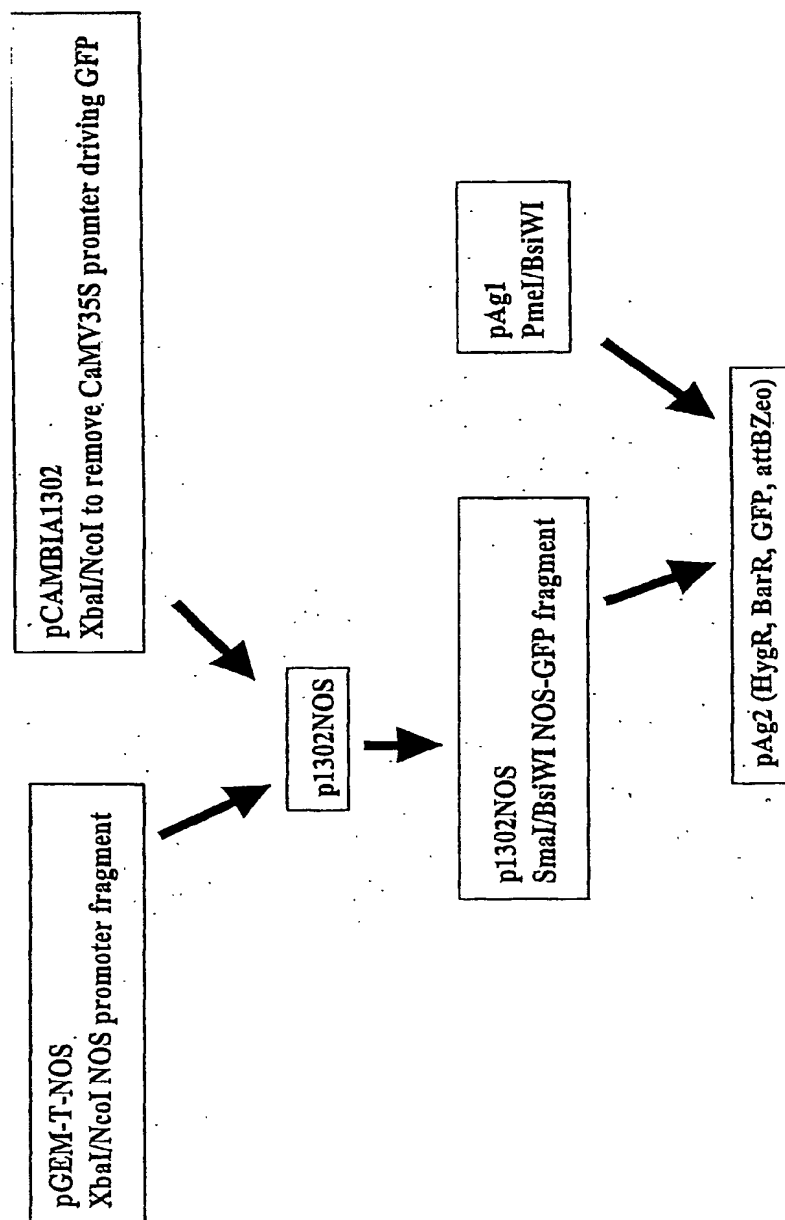 pGEM-T-NOS
XbaI/NcoI NOS promoter fragment
pCAMBIA1302
XbaI/NcoI to remove CaMV35S promter driving GFP
p1302NOS
p1302NOS
SmaI/BsiWI NOS-GFP fragment
pAg1
PmeI/BsiWI
pAg2 (HygR, BarR, GFP, attBZeo)